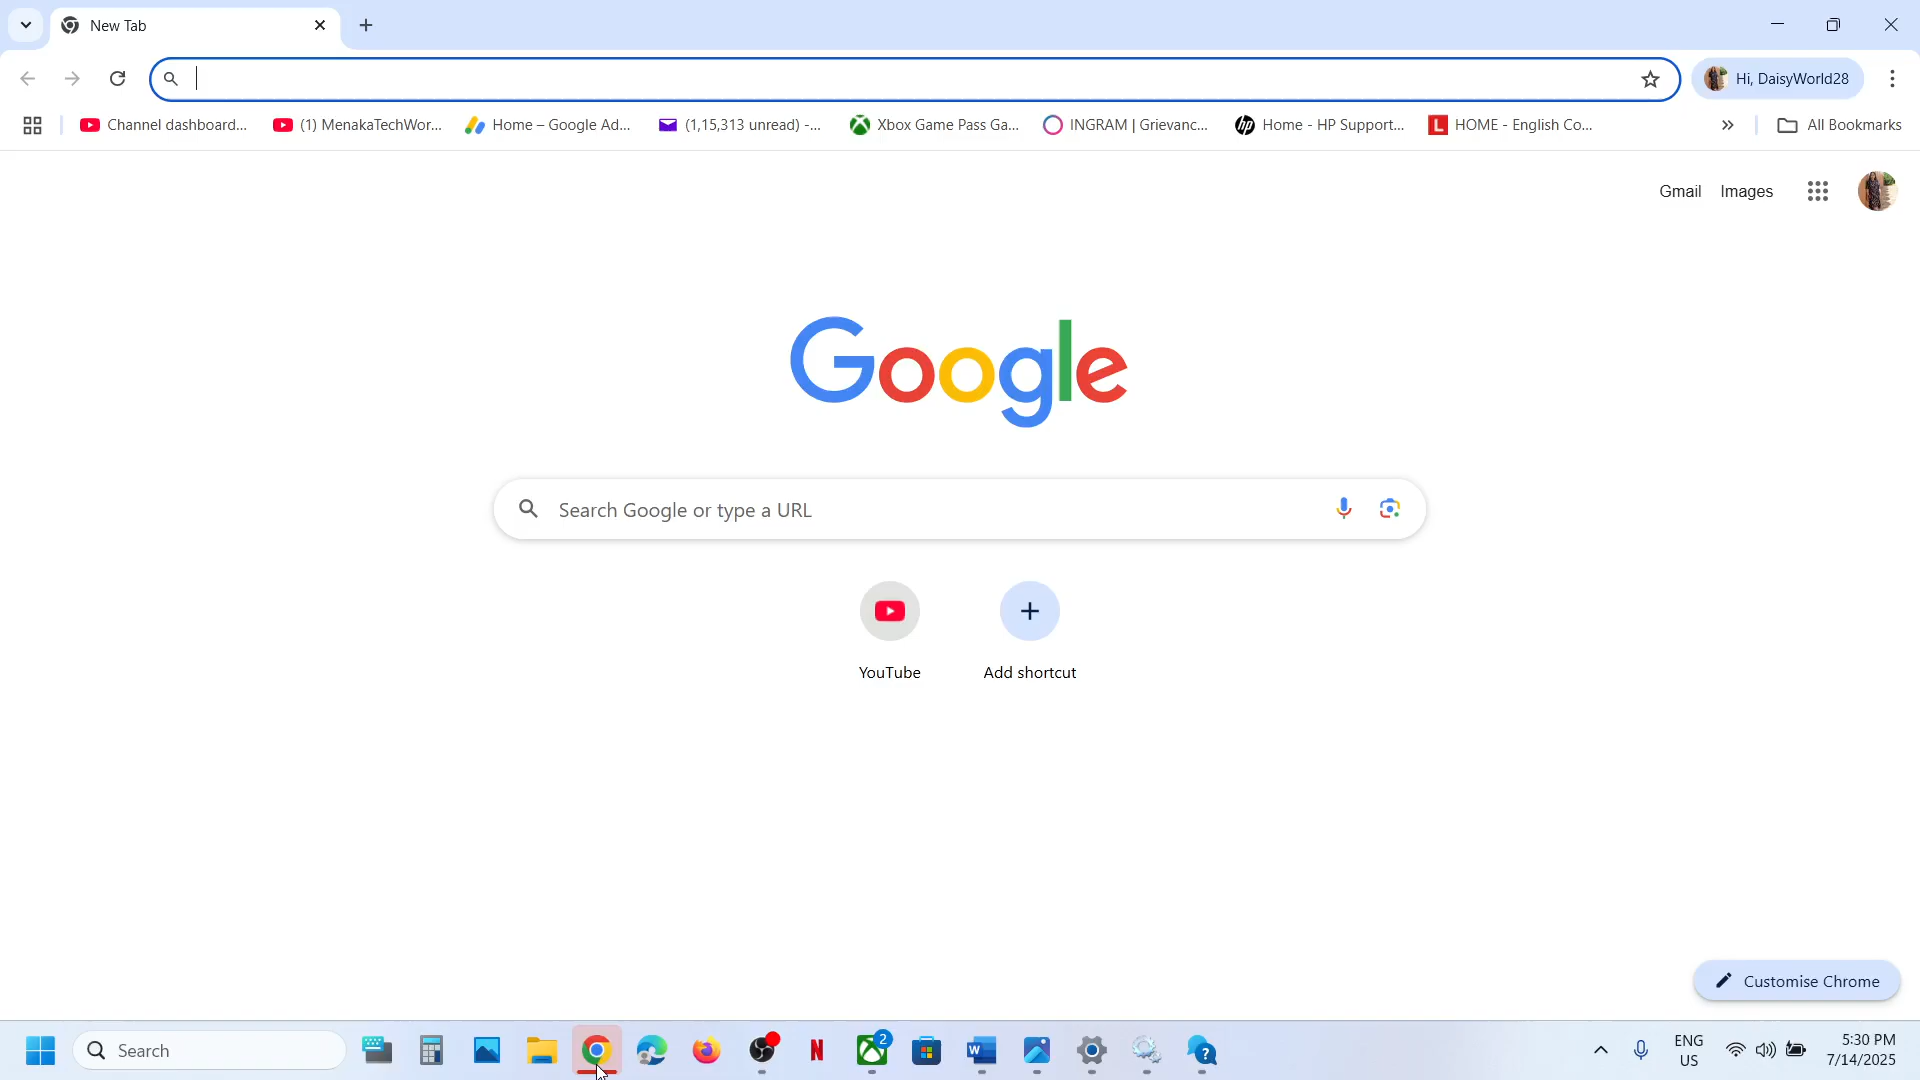 New Tab
Hi, DaisyWorld28
Channel dashboard...
(1) MenakaTechWor...
Home – Google Ad...
(1,15,313 unread) -...
Xbox Game Pass Ga...
INGRAM | Grievanc...
Home - HP Support...
HOME - English Co...
All Bookmarks
Gmail
Images
Google
Search Google or type a URL
YouTube
Add shortcut
Customise Chrome
Search
2
ENG
US
5:30 PM
7/14/2025